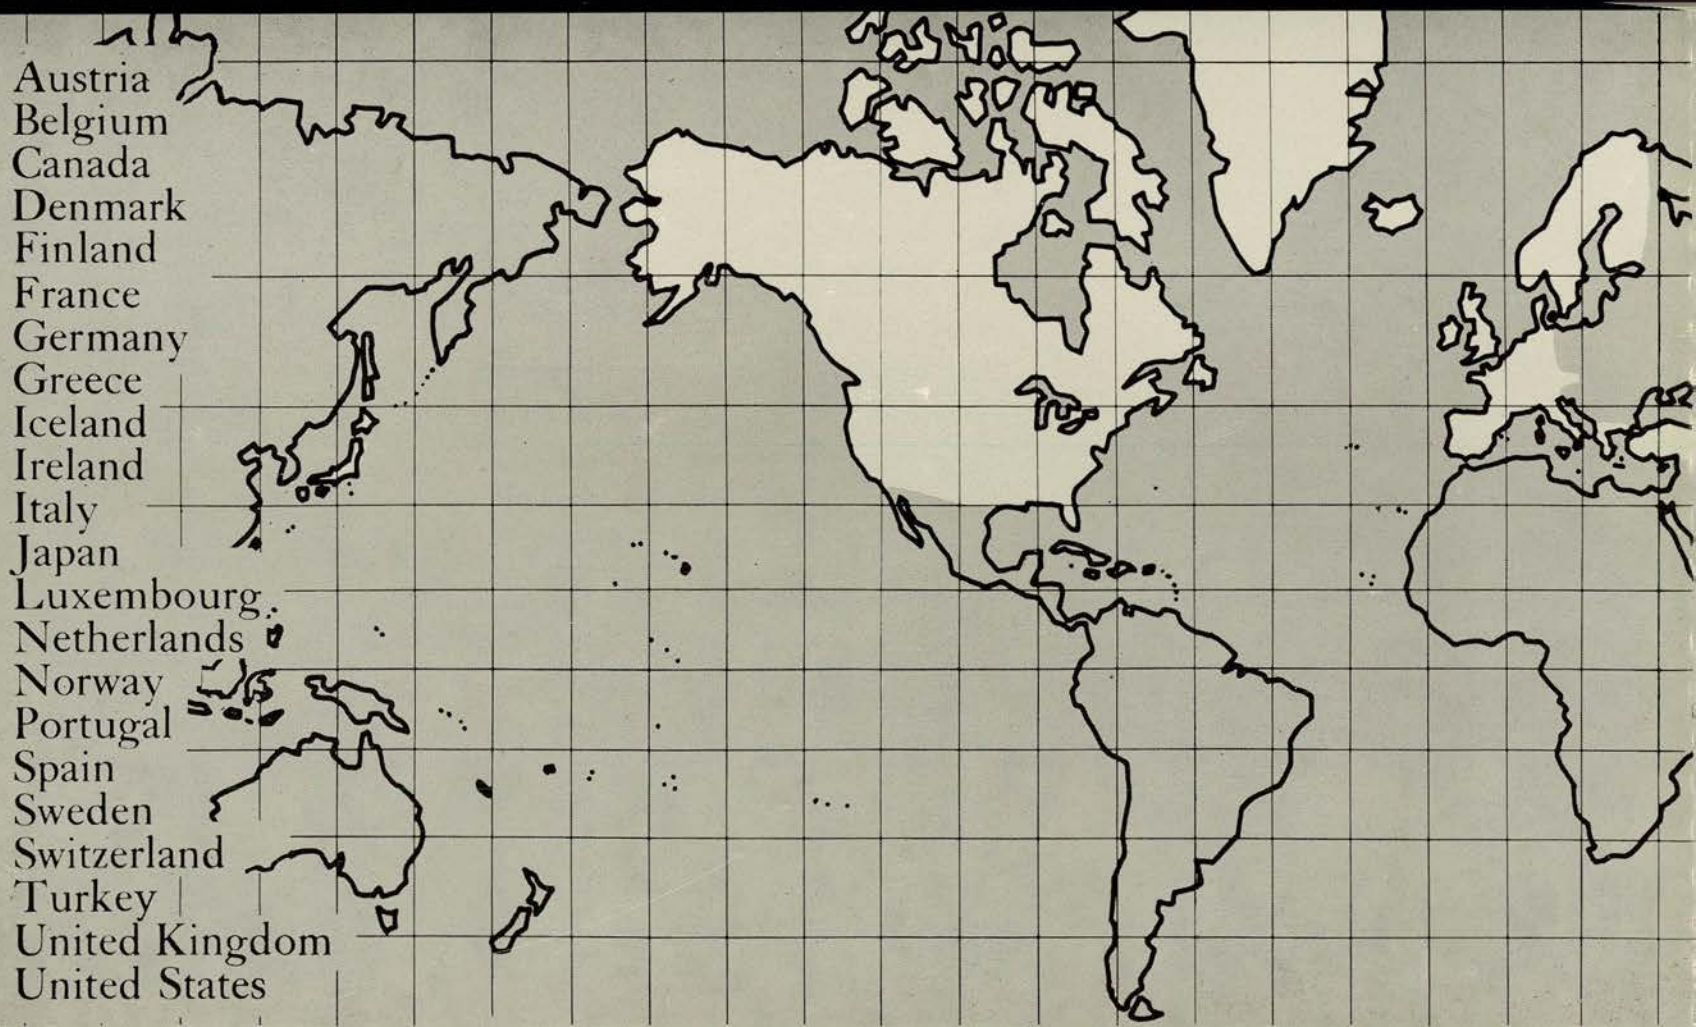 Austria
Belgium
Canada
Denmark
Finland
France
Germany
Greece
Iceland
Ireland
Italy
Japan
Luxembourg
Netherlands
Norway
Portugal
Spain
Sweden
Switzerland
Turkey
United Kingdom
United States